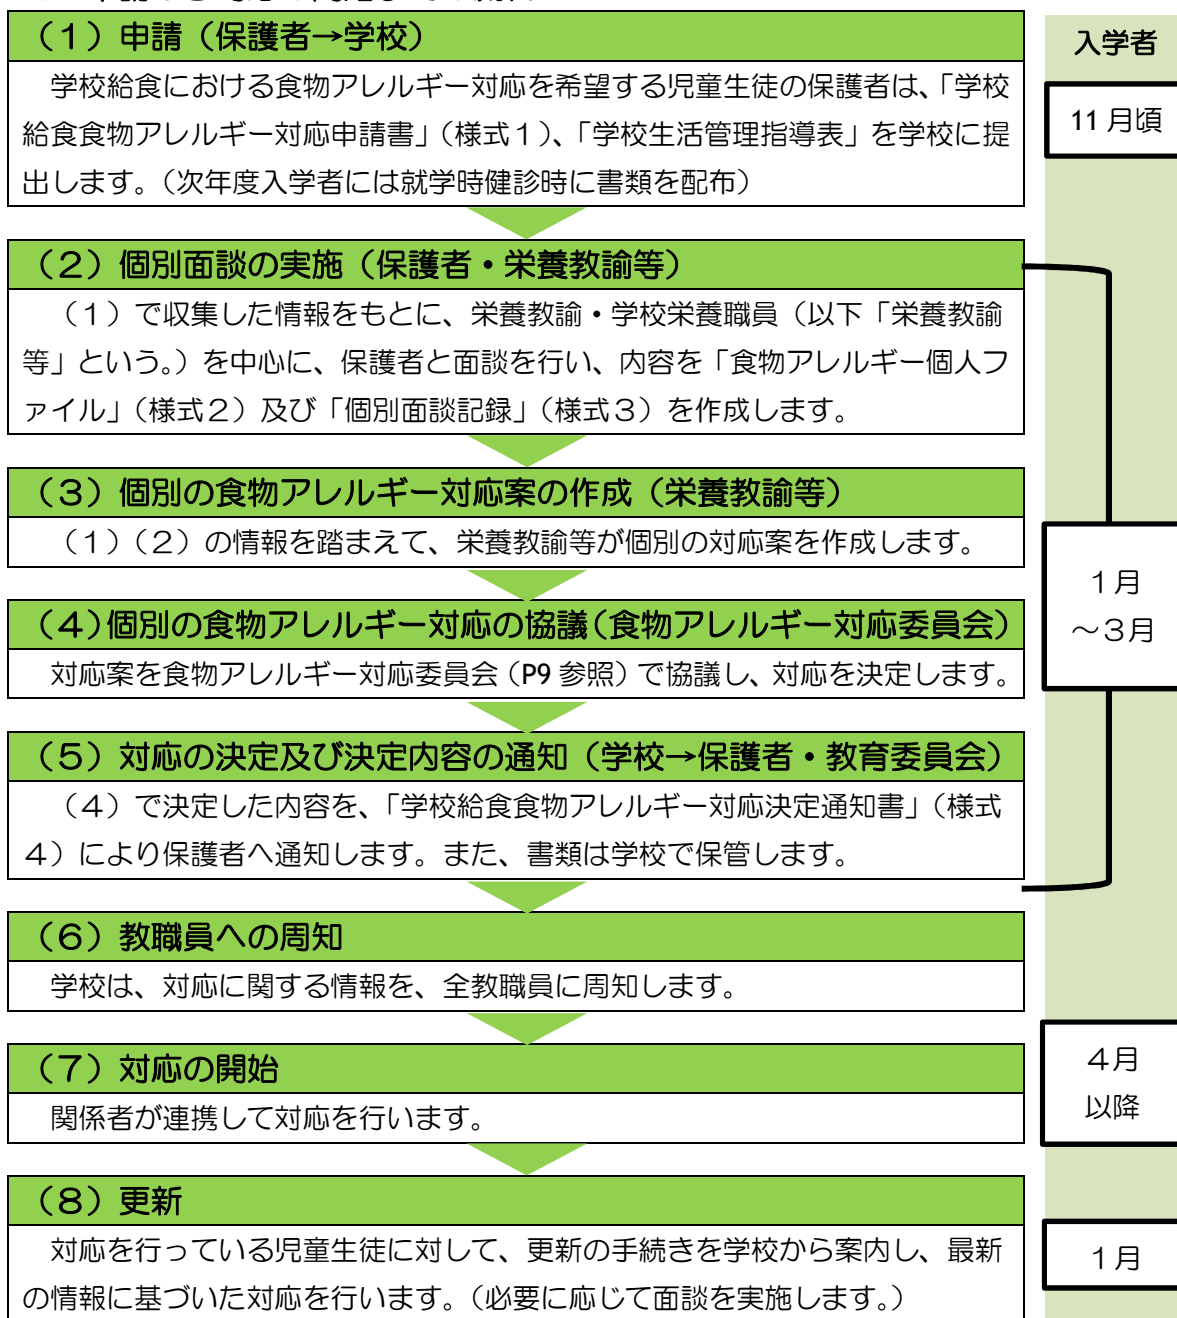 （１）申請（保護者→学校）
学校給食における食物アレルギー対応を希望する児童生徒の保護者は、「学校
給食食物アレルギー対応申請書」（様式１）、「学校生活管理指導表」を学校に提
出します。（次年度入学者には就学時健診時に書類を配布）
（２）個別面談の実施（保護者・栄養教諭等）
（１）で収集した情報をもとに、栄養教諭・学校栄養職員（以下「栄養教諭
等」という。）を中心に、保護者と面談を行い、内容を「食物アレルギー個人フ
ァイル」（様式２）及び「個別面談記録」（様式３）を作成します。
（３）個別の食物アレルギー対応案の作成（栄養教諭等）
（１）（２）の情報を踏まえて、栄養教諭等が個別の対応案を作成します。
（４）個別の食物アレルギー対応の協議（食物アレルギー対応委員会）
対応案を食物アレルギー対応委員会（P9 参照）で協議し、対応を決定します。
（５）対応の決定及び決定内容の通知（学校→保護者・教育委員会）
（４）で決定した内容を、「学校給食食物アレルギー対応決定通知書」（様式
４）により保護者へ通知します。また、書類は学校で保管します。
（６）教職員への周知
学校は、対応に関する情報を、全教職員に周知します。
（７）対応の開始
関係者が連携して対応を行います。
（８）更新
対応を行っている児童生徒に対して、更新の手続きを学校から案内し、最新
の情報に基づいた対応を行います。（必要に応じて面談を実施します。）
入学者
11 月頃
１月
～３月
４月
以降
１月